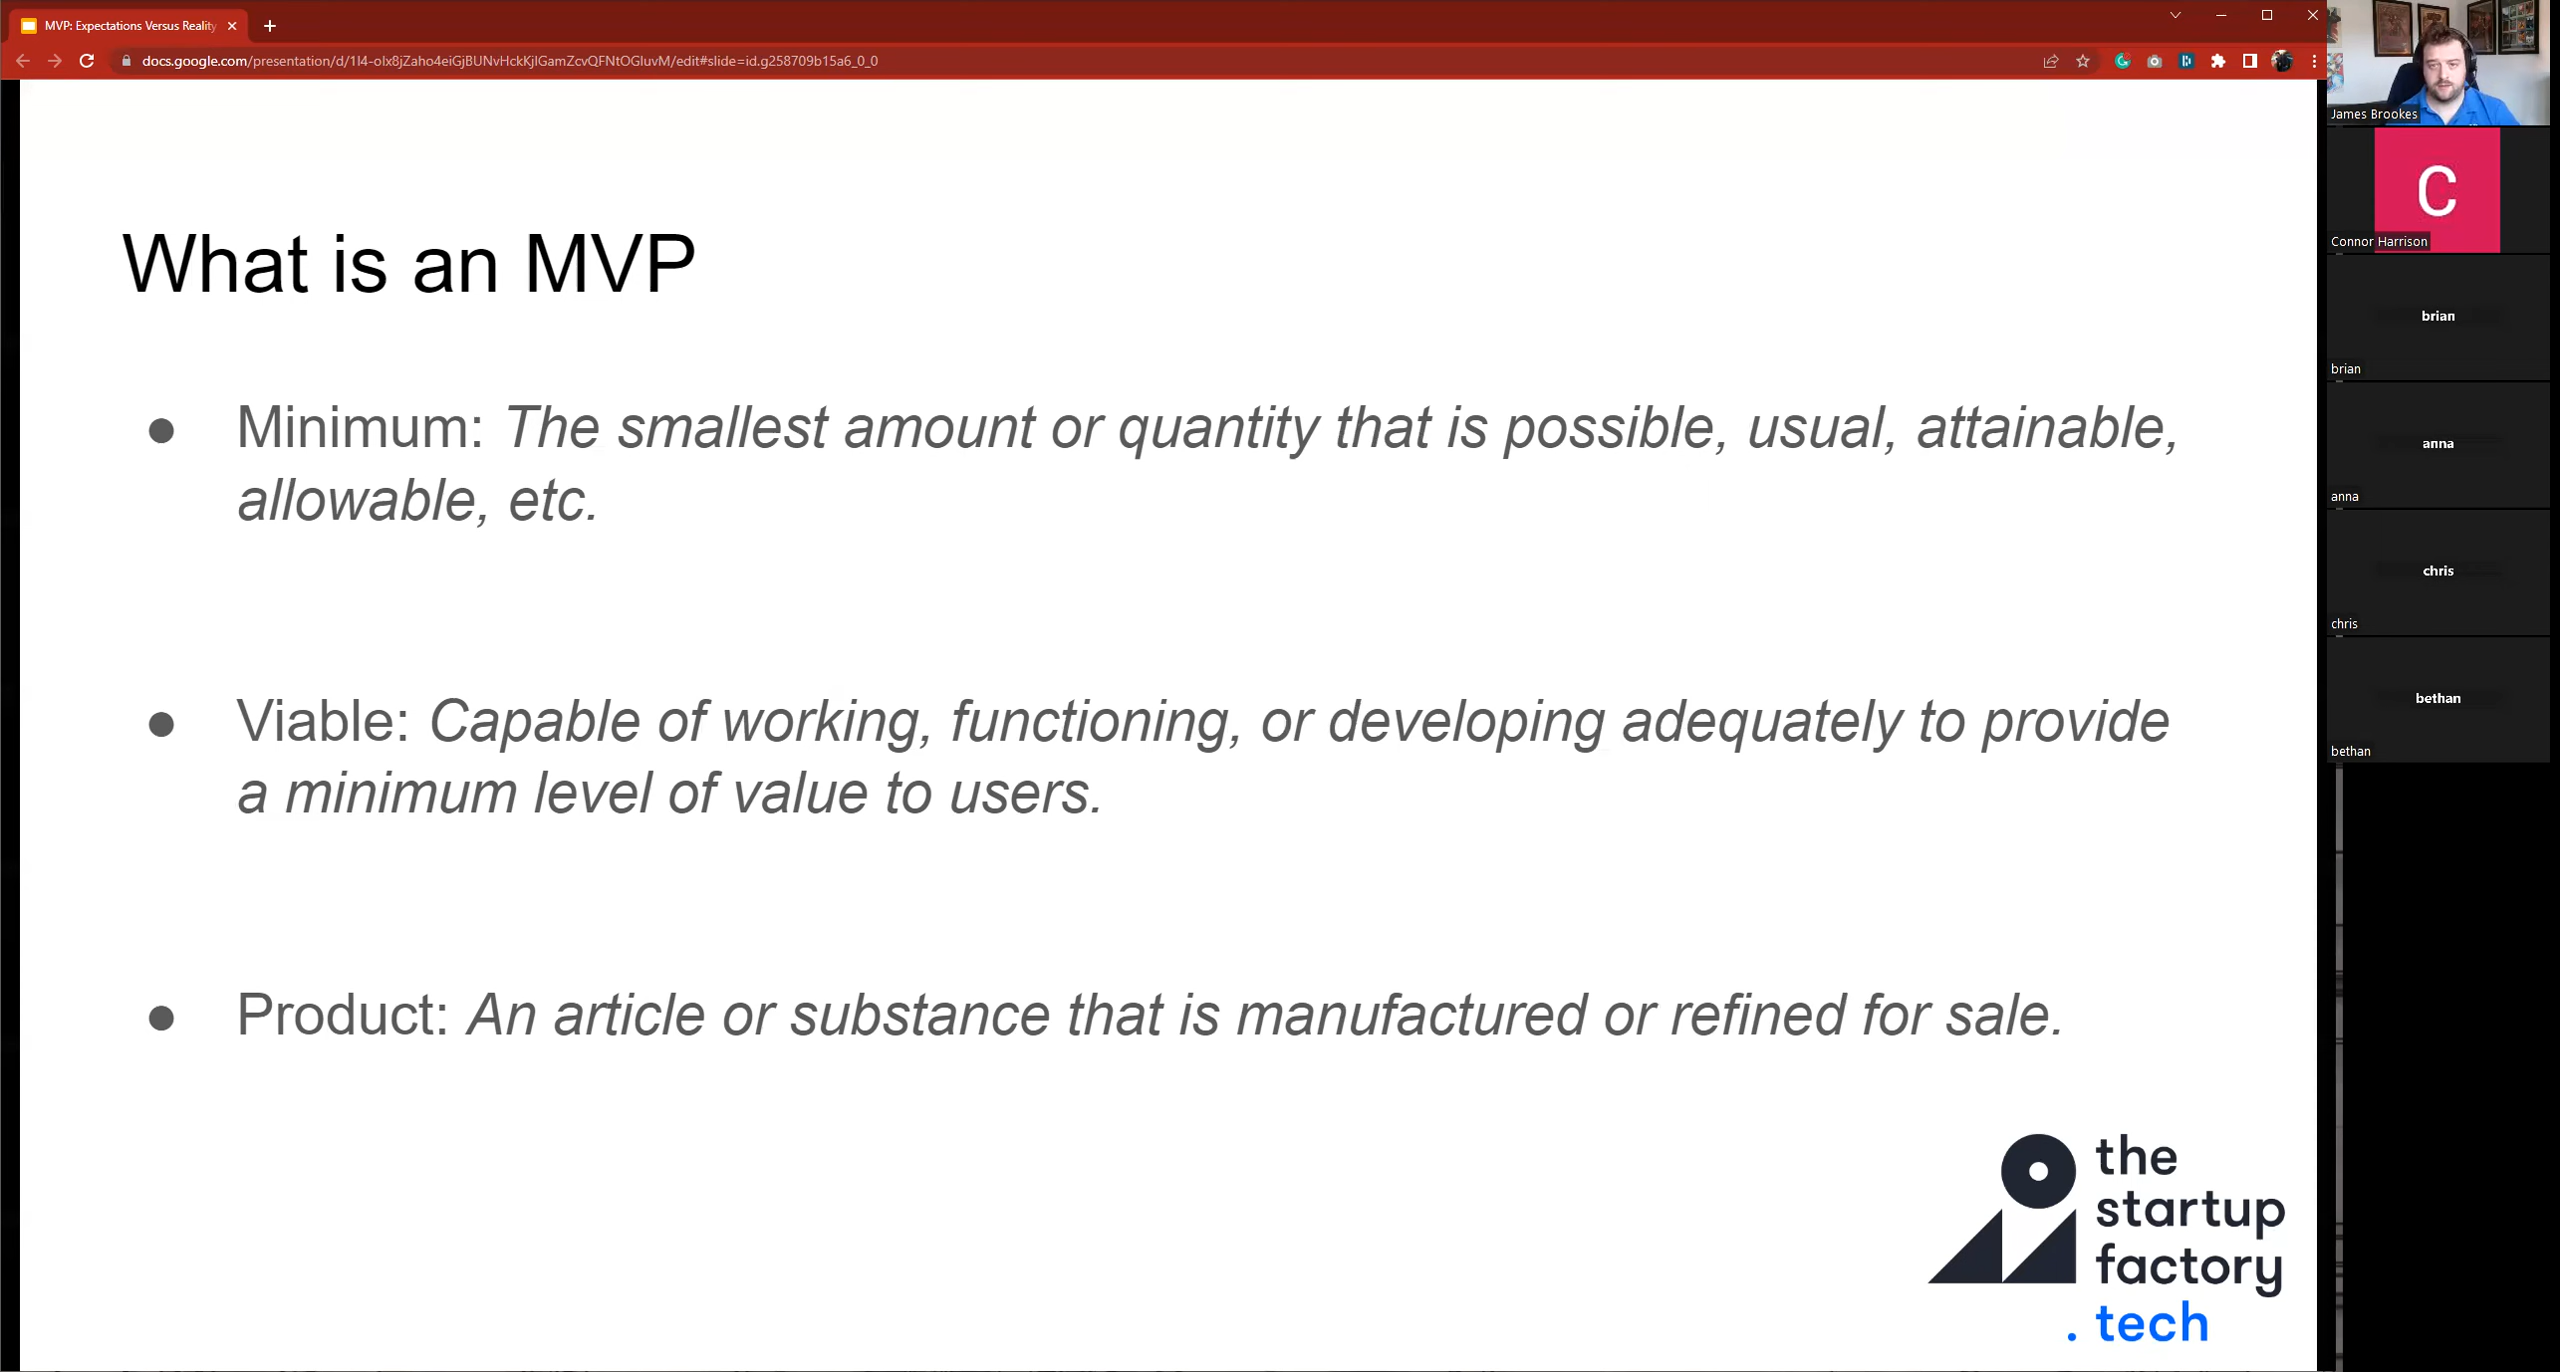 MVP: Expectations Versus Reality
docs.google.com/presentation/d/1I4-olx8jZaho4eiGjBUNvHckKjIGamZcvQFNtOGIuvM/edit#slide=id.g258709b15a6_0_0
What is an MVP
● Minimum: The smallest amount or quantity that is possible, usual, attainable,
allowable, etc.
● Viable: Capable of working, functioning, or developing adequately to provide
a minimum level of value to users.
● Product: An article or substance that is manufactured or refined for sale.
the
startup
factory
. tech
James Brookes
C
Connor Harrison
brian
brian
anna
anna
chris
chris
bethan
bethan